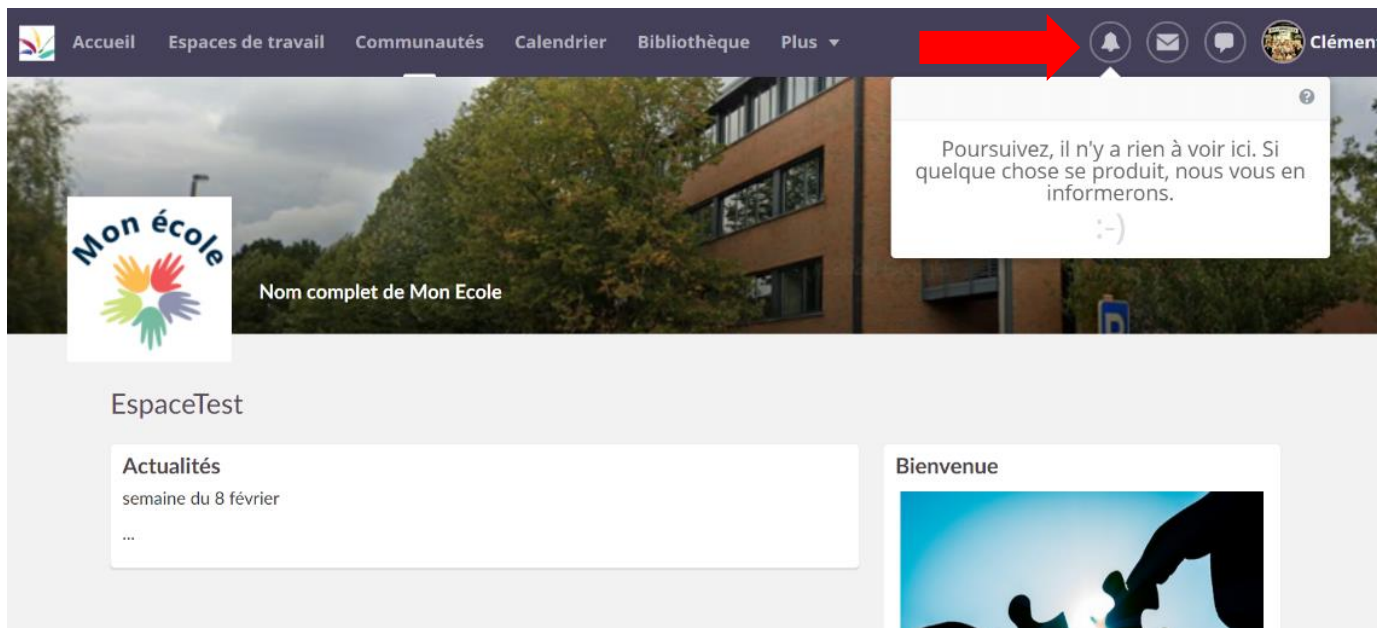 Accueil Espaces de travail Communautés Calendrier Bibliothèque Plus
Clément
Poursuivez, il n'y a rien à voir ici. Si
quelque chose se produit, nous vous en
informerons.
:-)
Mon école
Nom complet de Mon Ecole
P
EspaceTest
Actualités
semaine du 8 février
...
Bienvenue